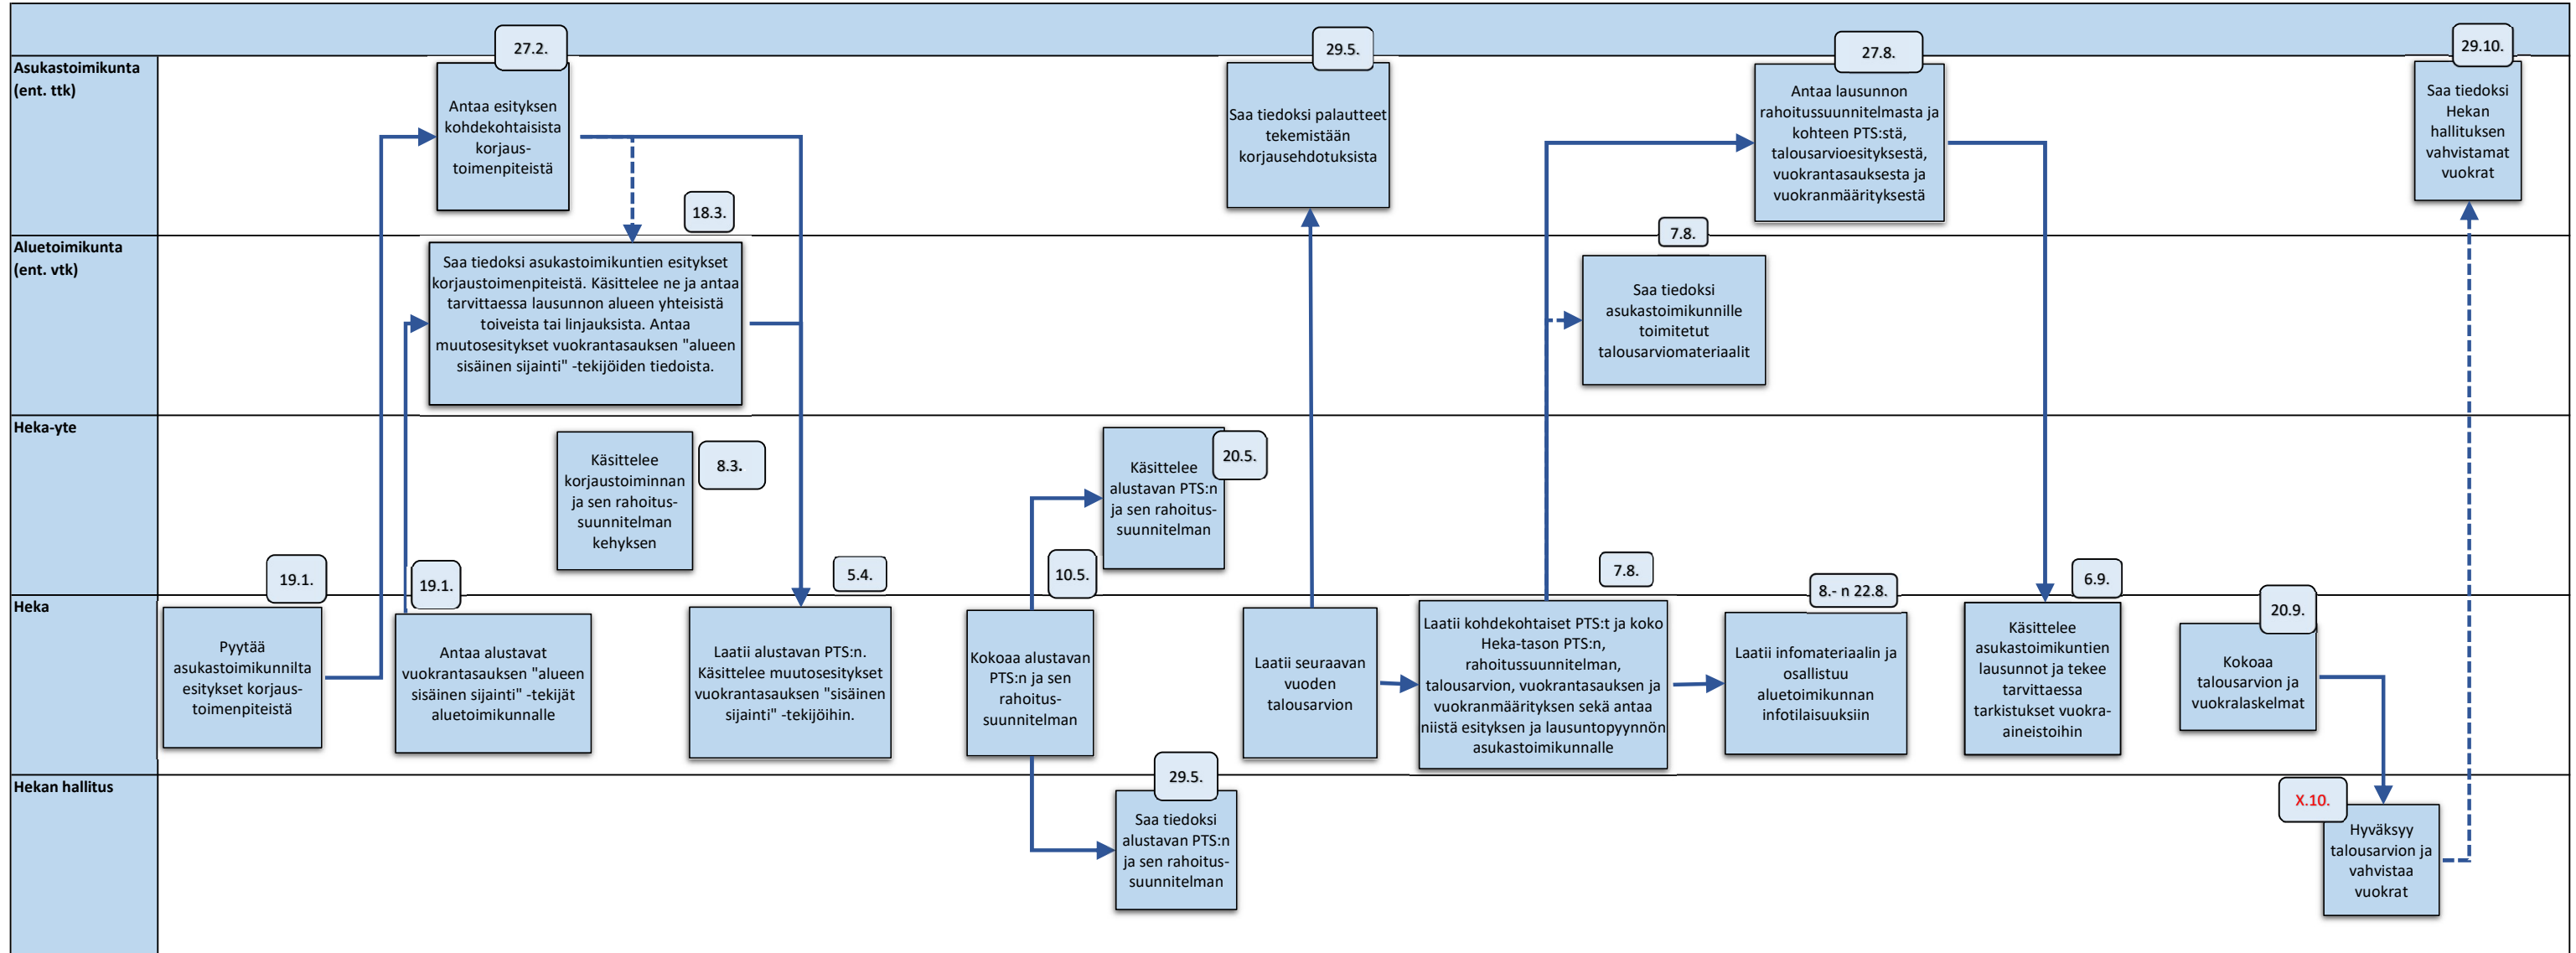 Asukastoimikunta
(ent. ttk)
27.2.
Antaa esityksen
kohdekohtaisista
korjaus-
toimenpiteistä
29.5.
Saa tiedoksi palautteet
tekemistään
korjausehdotuksista
27.8.
Antaa lausunnon
rahoitussuunnitelmasta ja
kohteen PTS:stä,
talousarvioesityksestä,
vuokrantasauksesta ja
vuokranmäärityksestä
29.10.
Saa tiedoksi
Hekan
hallituksen
vahvistamat
vuokrat
Aluetoimikunta
(ent. vtk)
18.3.
Saa tiedoksi asukastoimikuntien esitykset
korjaustoimenpiteistä. Käsittelee ne ja antaa
tarvittaessa lausunnon alueen yhteisistä
toiveista tai linjauksista. Antaa
muutosesitykset vuokrantasauksen "alueen
sisäinen sijainti" -tekijöiden tiedoista.
7.8.
Saa tiedoksi
asukastoimikunnille
toimitetut
talousarviomateriaalit
Heka-yte
Käsittelee
korjaustoiminnan
ja sen rahoitus-
suunnitelman
kehyksen
8.3.
Käsittelee
alustavan PTS:n
ja sen rahoitus-
suunnitelman
20.5.
Heka
19.1.
Pyytää
asukastoimikunnilta
esitykset korjaus-
toimenpiteistä
19.1.
Antaa alustavat
vuokrantasauksen "alueen
sisäinen sijainti" -tekijät
aluetoimikunnalle
5.4.
Laatii alustavan PTS:n.
Käsittelee muutosesitykset
vuokrantasauksen "sisäinen
sijainti" -tekijöihin.
10.5.
Kokoaa alustavan
PTS:n ja sen
rahoitus-
suunnitelman
Laatii seuraavan
vuoden
talousarvion
7.8.
Laatii kohdekohtaiset PTS:t ja koko
Heka-tason PTS:n,
rahoitussuunnitelman,
talousarvion, vuokrantasauksen ja
vuokranmäärityksen sekä antaa
niistä esityksen ja lausuntopyynnön
asukastoimikunnalle
8.- n 22.8.
Laatii infomateriaalin ja
osallistuu
aluetoimikunnan
infotilaisuuksiin
6.9.
Käsittelee
asukastoimikuntien
lausunnot ja tekee
tarvittaessa
tarkistukset vuokra-
aineistoihin
20.9.
Kokoaa
talousarvion ja
vuokralaskelmat
Hekan hallitus
29.5.
Saa tiedoksi
alustavan PTS:n
ja sen rahoitus-
suunnitelman
X.10.
Hyväksyy
talousarvion ja
vahvistaa
vuokrat